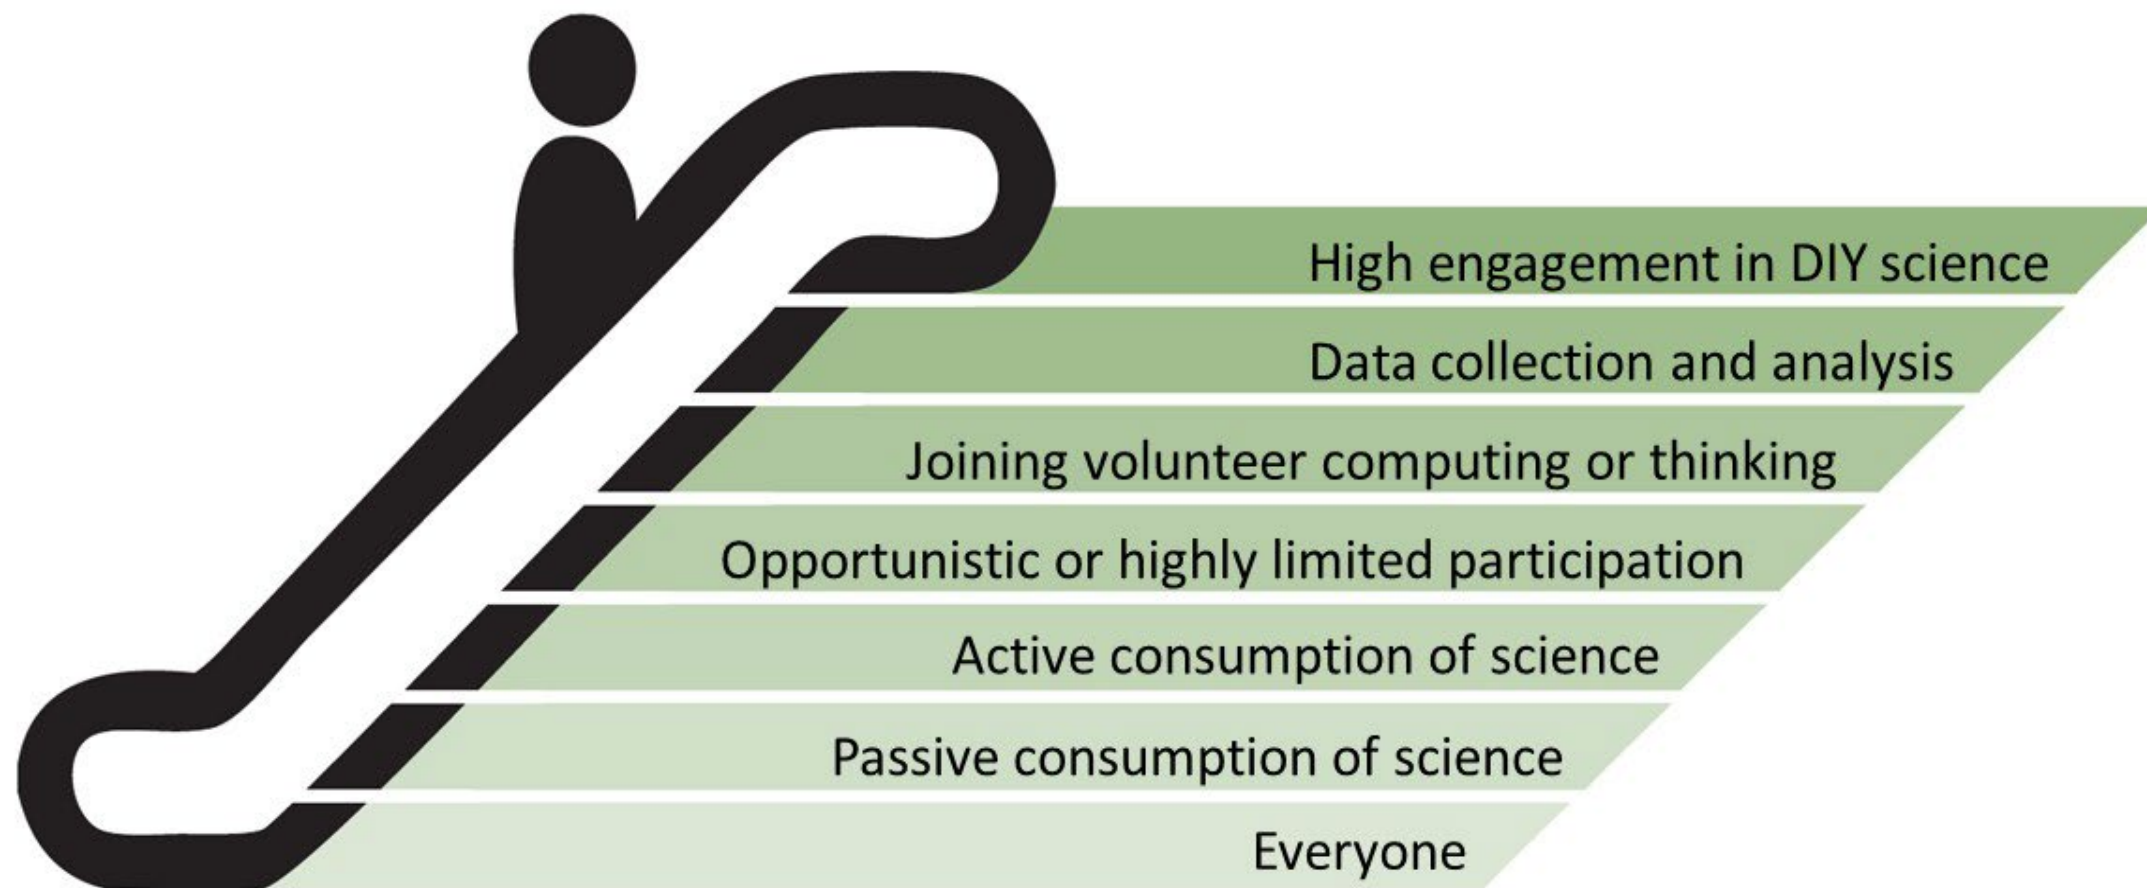 High engagement in DIY science
Data collection and analysis
Joining volunteer computing or thinking
Opportunistic or highly limited participation
Active consumption of science
Passive consumption of science
Everyone